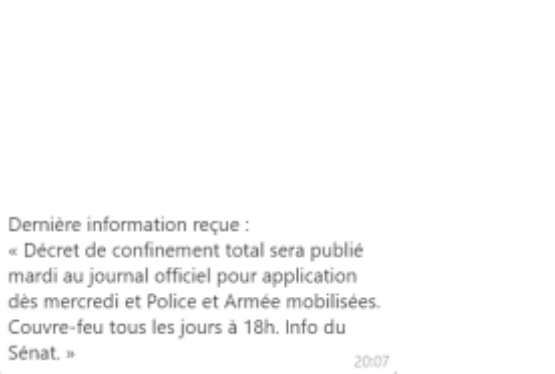 Dernière information reçue :
« Décret de confinement total sera publié
mardi au journal officiel pour application
dès mercredi et Police et Armée mobilisées.
Couvre-feu tous les jours à 18h. Info du
Sénat. »
20:07